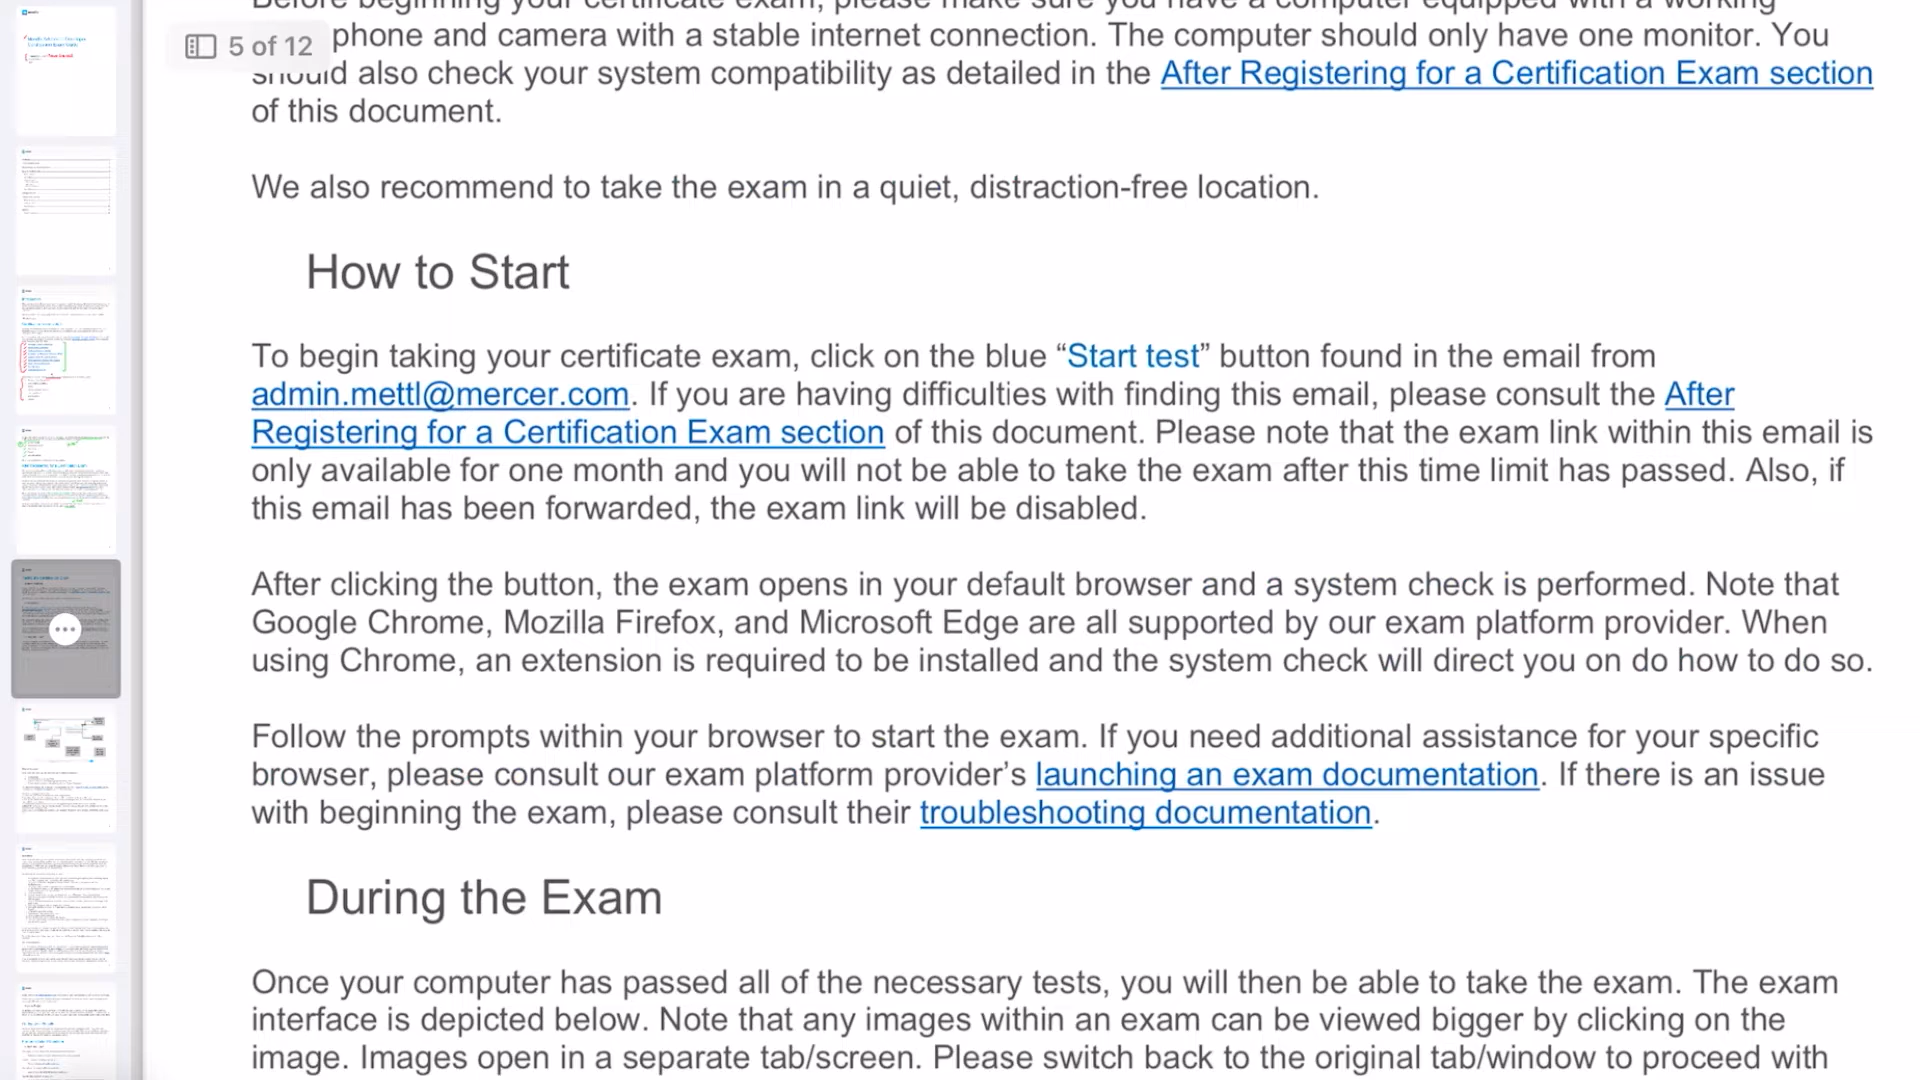 Before beginning your certificate exam, please make sure you have a computer equipped with a working
5 of 12
phone and camera with a stable internet connection. The computer should only have one monitor. You
should also check your system compatibility as detailed in the After Registering for a Certification Exam section
of this document.
We also recommend to take the exam in a quiet, distraction-free location.
How to Start
To begin taking your certificate exam, click on the blue “Start test” button found in the email from
admin.mettl@mercer.com. If you are having difficulties with finding this email, please consult the After
Registering for a Certification Exam section of this document. Please note that the exam link within this email is
only available for one month and you will not be able to take the exam after this time limit has passed. Also, if
this email has been forwarded, the exam link will be disabled.
After clicking the button, the exam opens in your default browser and a system check is performed. Note that
Google Chrome, Mozilla Firefox, and Microsoft Edge are all supported by our exam platform provider. When
using Chrome, an extension is required to be installed and the system check will direct you on do how to do so.
Follow the prompts within your browser to start the exam. If you need additional assistance for your specific
browser, please consult our exam platform provider’s launching an exam documentation. If there is an issue
with beginning the exam, please consult their troubleshooting documentation.
During the Exam
Once your computer has passed all of the necessary tests, you will then be able to take the exam. The exam
interface is depicted below. Note that any images within an exam can be viewed bigger by clicking on the
image. Images open in a separate tab/screen. Please switch back to the original tab/window to proceed with